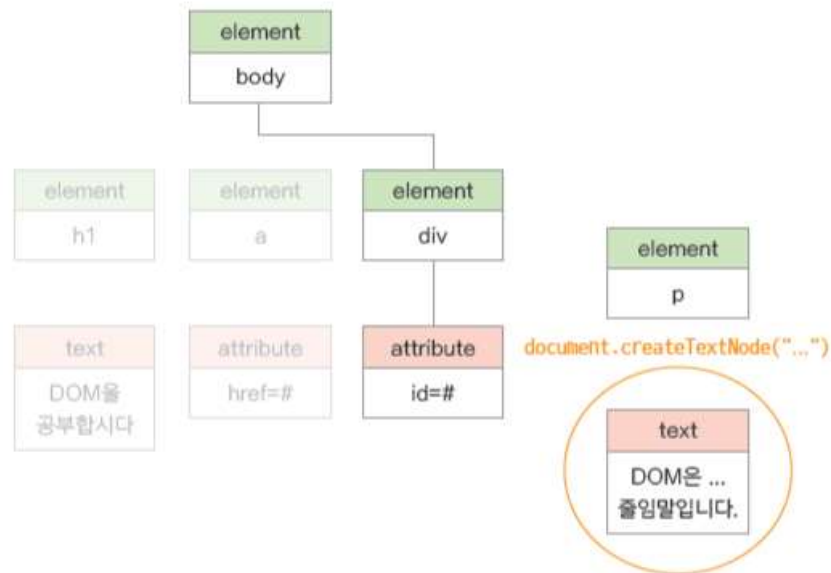 element
body
element
h1
element
a
element
div
element
p
text
DOM을
공부합시다
attribute
href=#
attribute
id=#
document.createTextNode("...")
text
DOM은 ...
줄임말입니다.